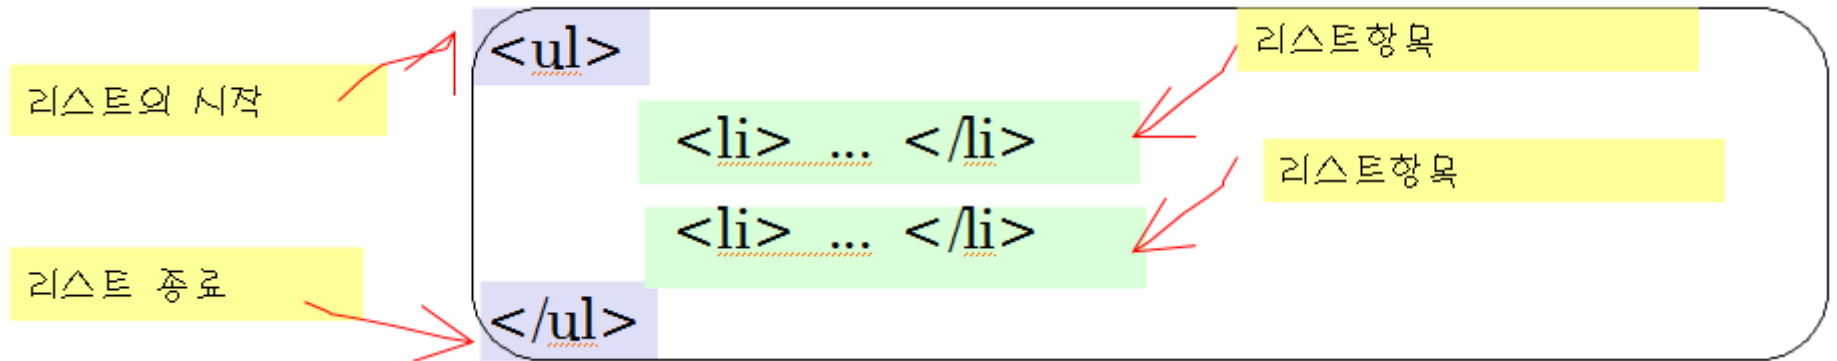 <ul>
리스트항목
리스트의 시작
<li> ... </li>
리스트항목
<li> ... </li>
리스트 종료
</ul>